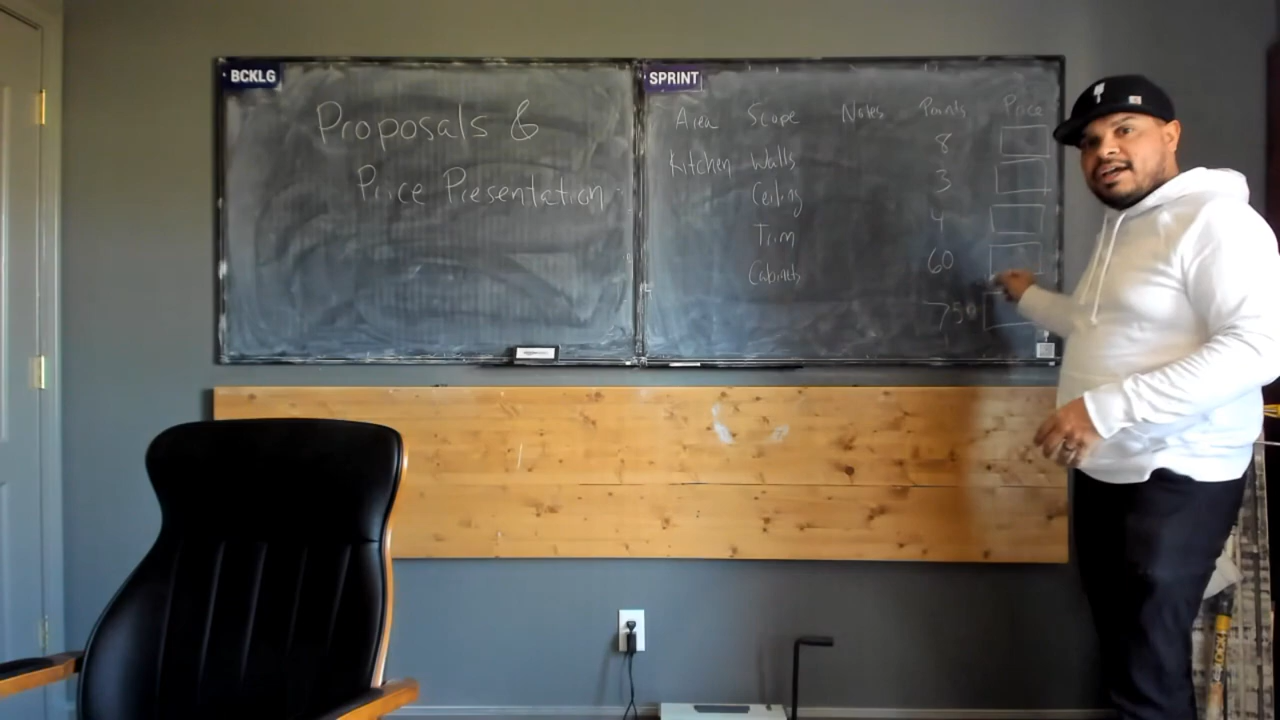 BCKLG
Proposals &
Price Presentation
SPRINT
Area Scope Notes Points Price
8
Kitchen Walls
3
Ceiling
4
Trim
60
Cabinets
750